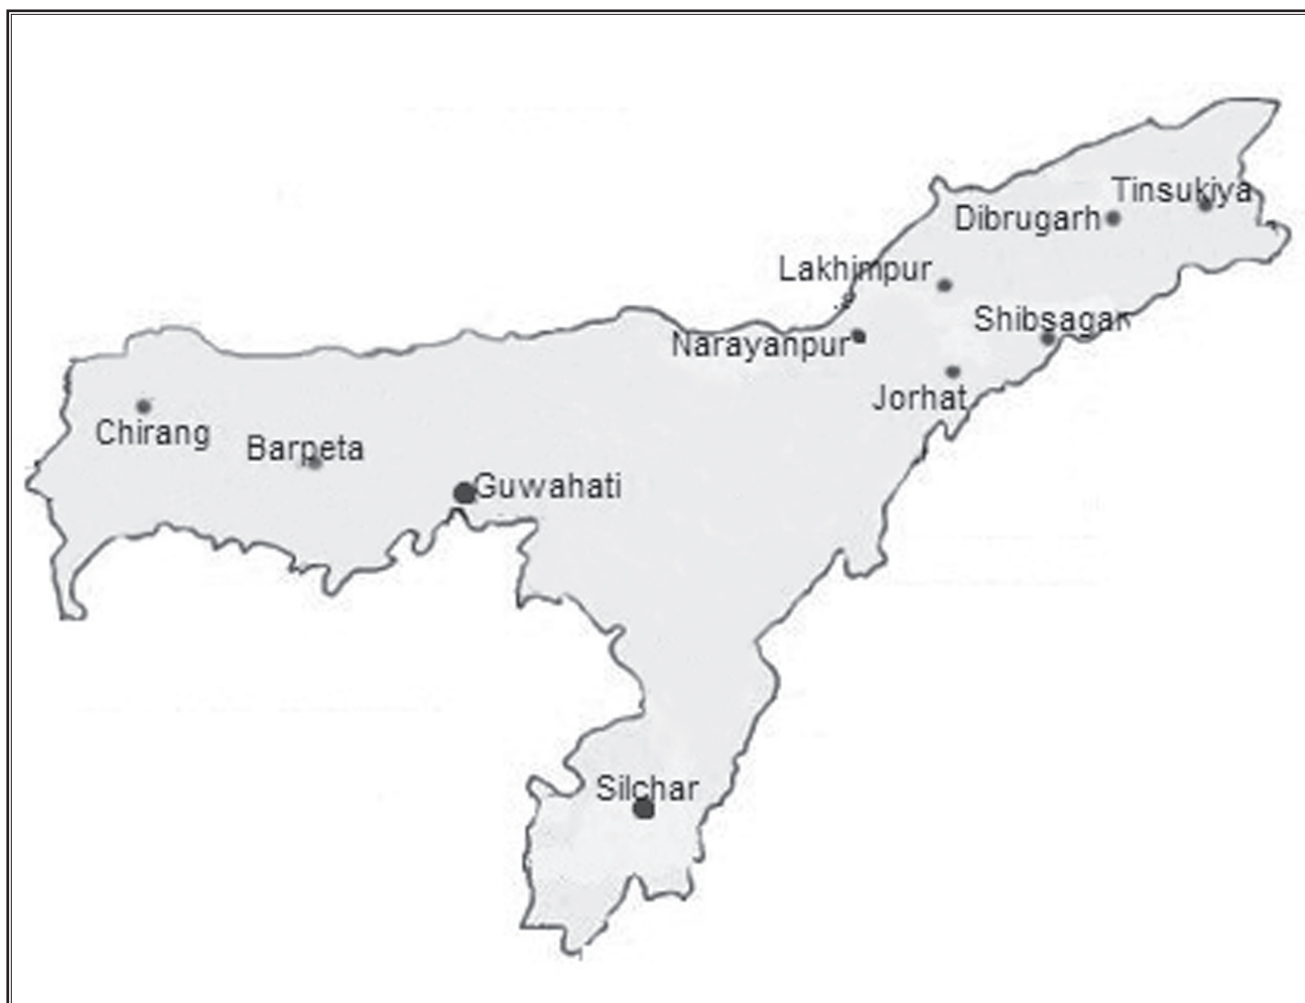 Tinsukiya
Dibrugarh
Lakhimpur
Shibsagar
Narayanpur
Jorhat
Chirang
Barpeta
Guwahati
Silchar